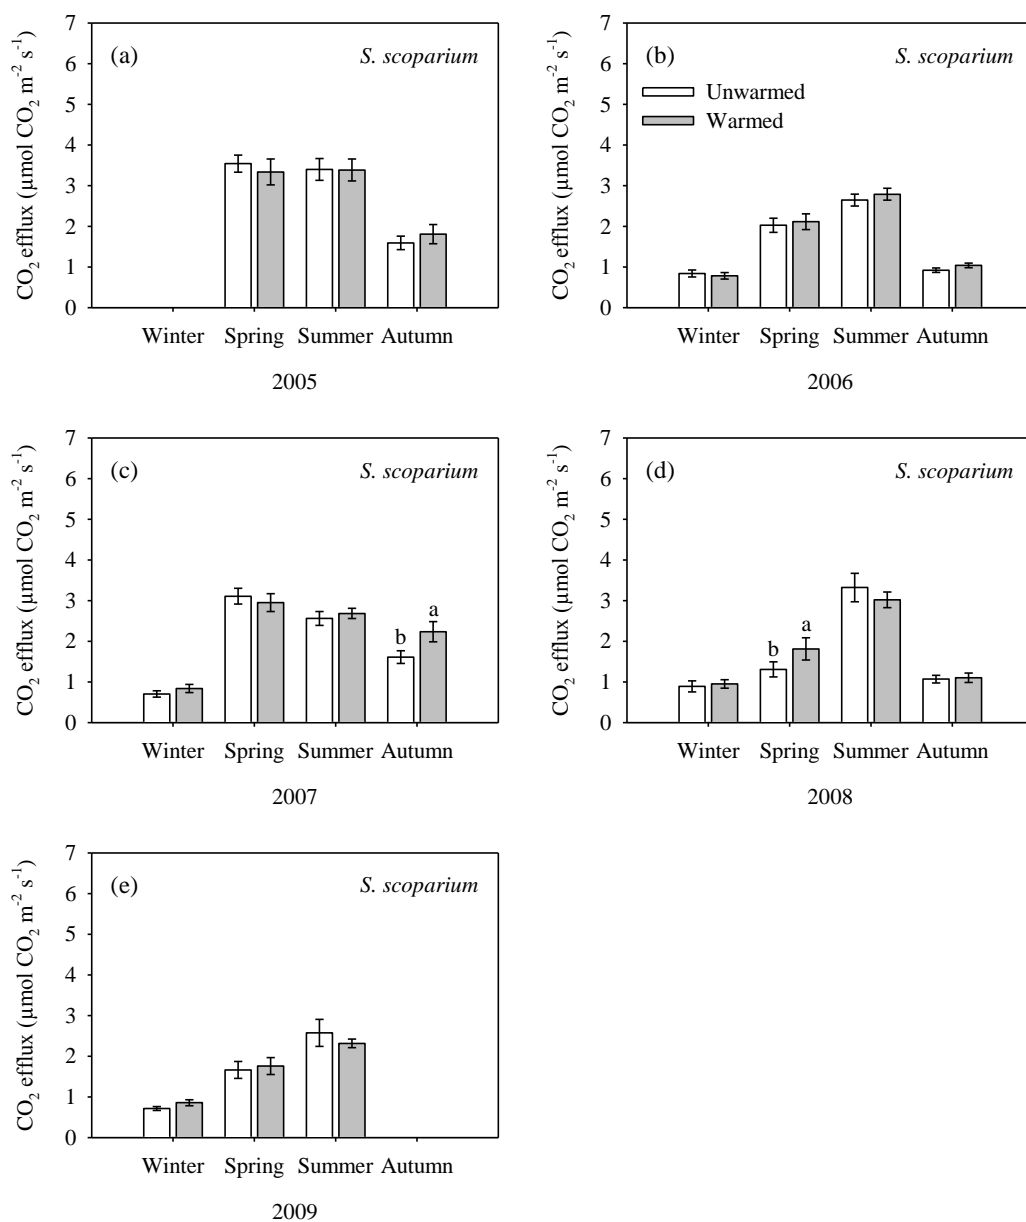 (a)
S. scoparium
CO2 efflux (µmol CO2 m-2 s-1)
7
6
5
4
3
2
1
0
Winter Spring Summer Autumn
2005
(b)
S. scoparium
Unwarmed
Warmed
CO2 efflux (µmol CO2 m-2 s-1)
7
6
5
4
3
2
1
0
Winter Spring Summer Autumn
2006
(c)
S. scoparium
CO2 efflux (µmol CO2 m-2 s-1)
7
6
5
4
3
2
1
0
b a
Winter Spring Summer Autumn
2007
(d)
S. scoparium
CO2 efflux (µmol CO2 m-2 s-1)
7
6
5
4
3
2
1
0
b a
Winter Spring Summer Autumn
2008
(e)
S. scoparium
CO2 efflux (µmol CO2 m-2 s-1)
7
6
5
4
3
2
1
0
Winter Spring Summer Autumn
2009